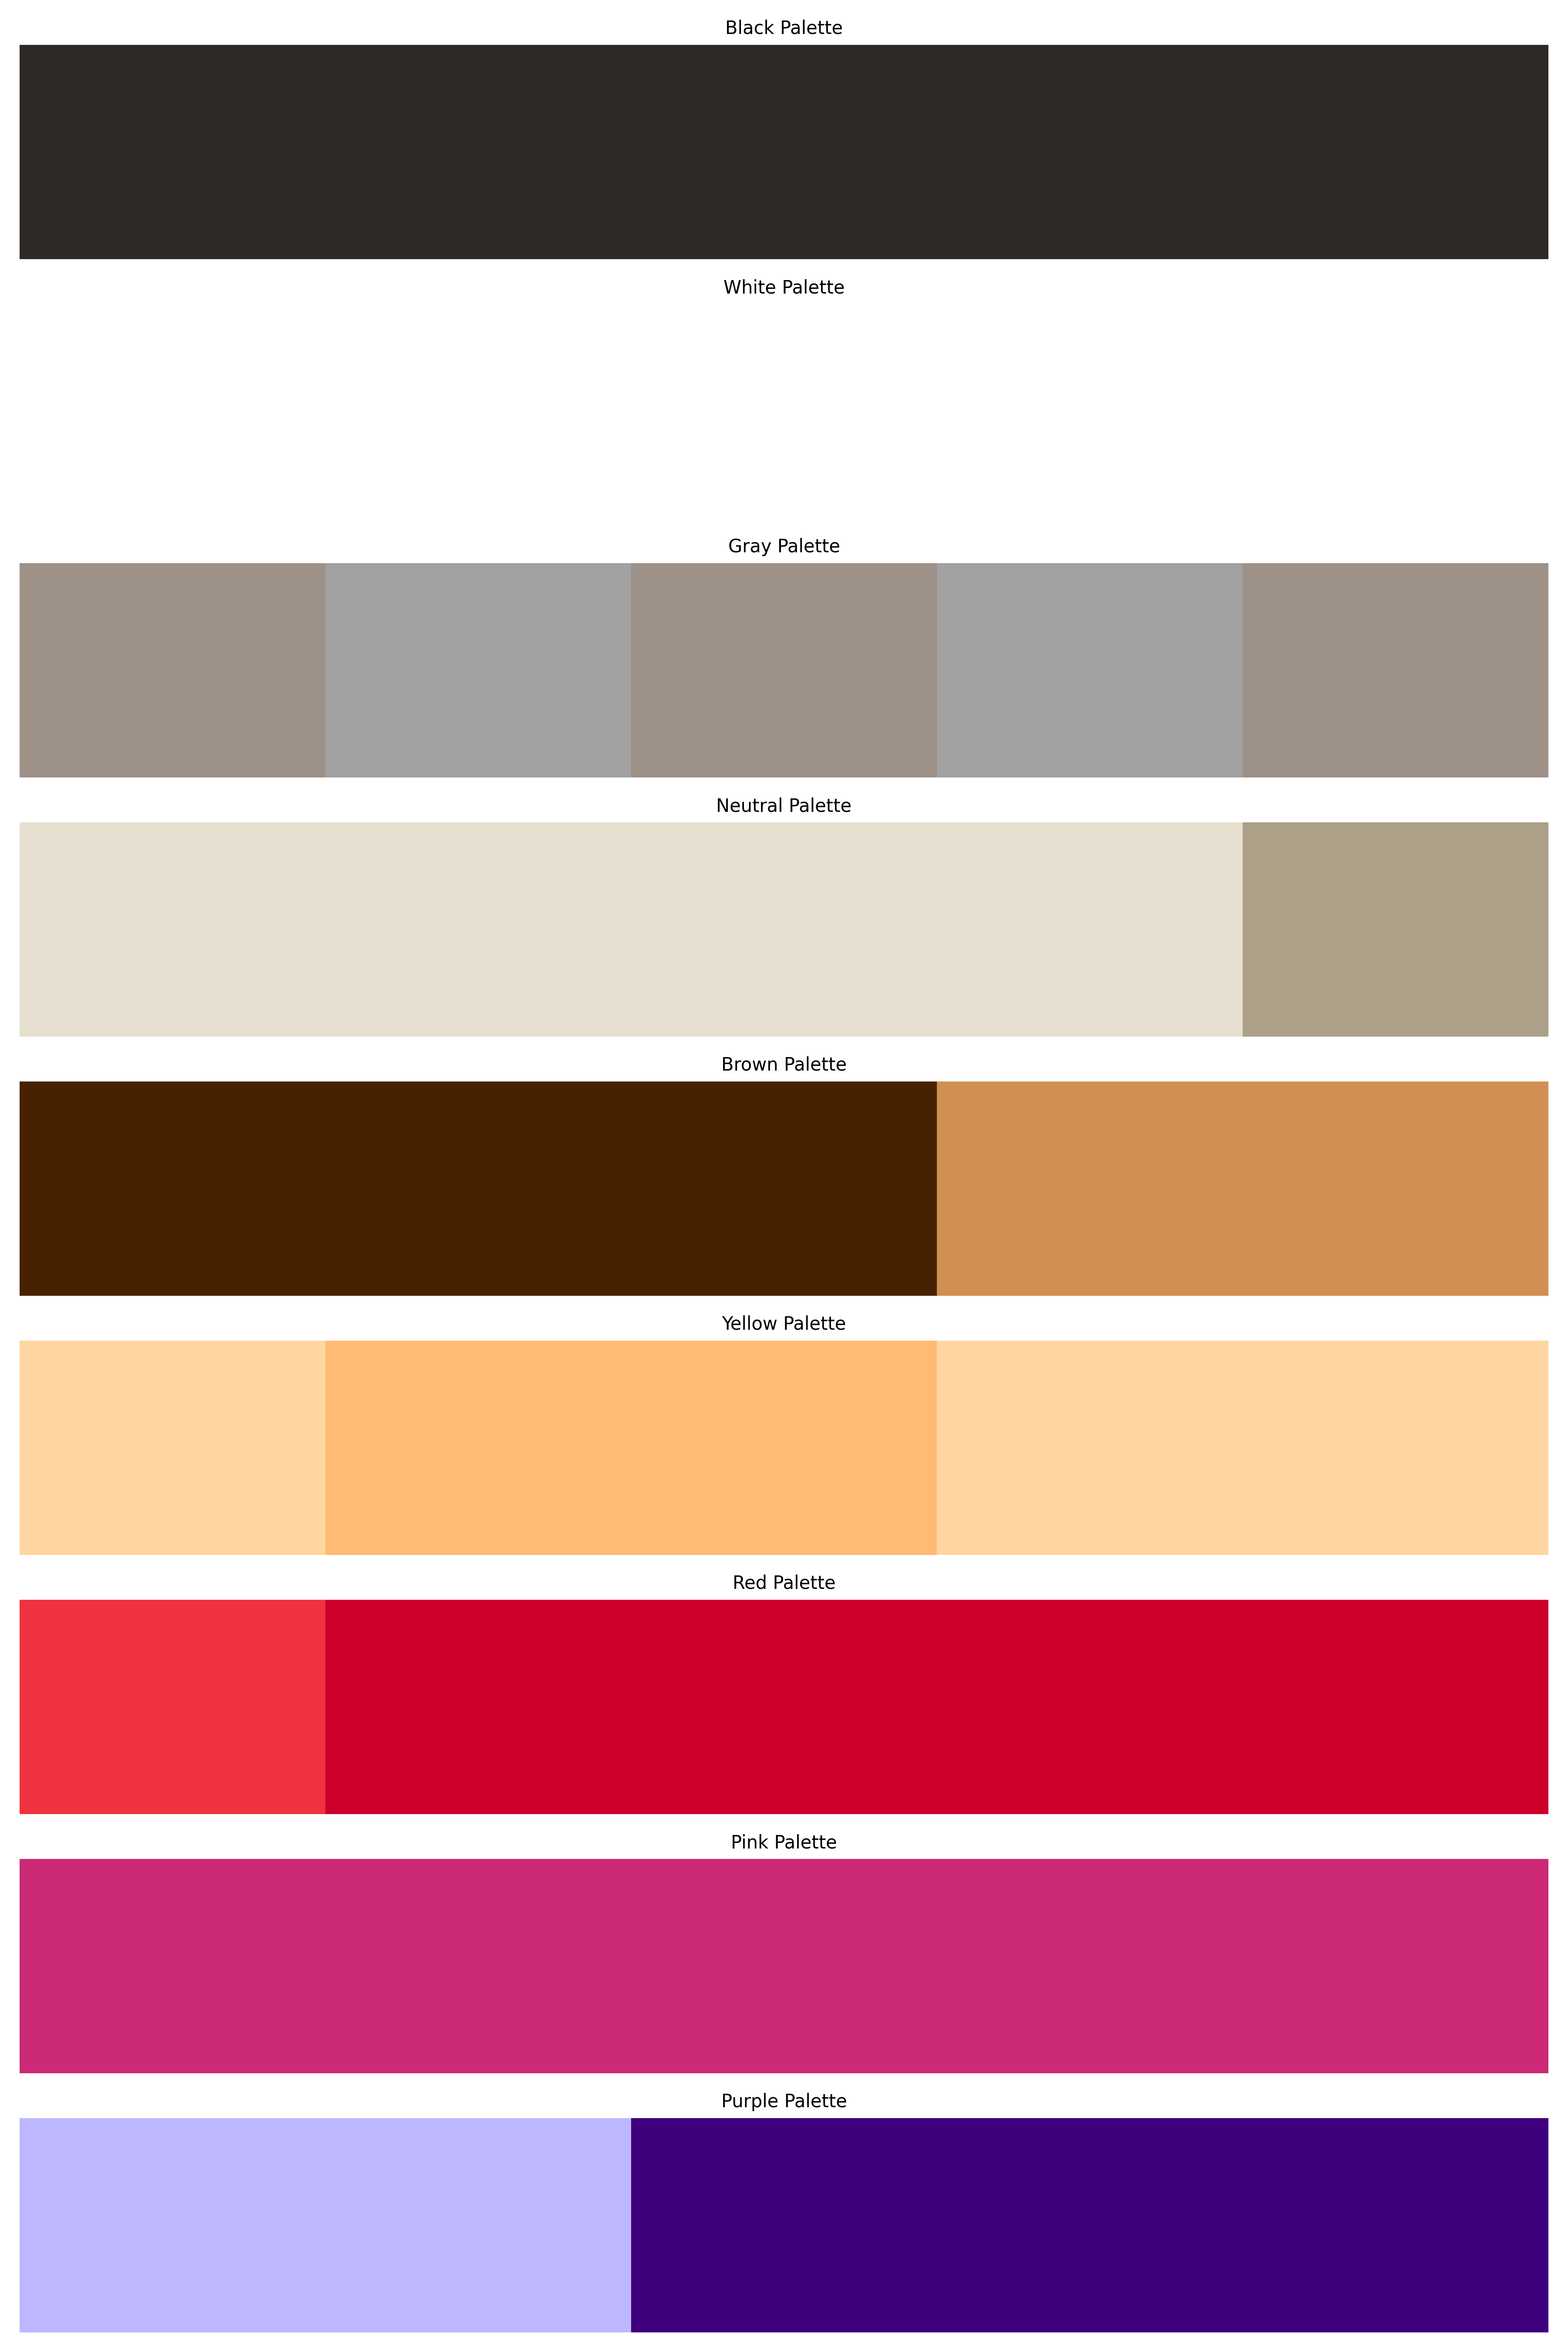 Black Palette
White Palette
Gray Palette
Neutral Palette
Brown Palette
Yellow Palette
Red Palette
Pink Palette
Purple Palette